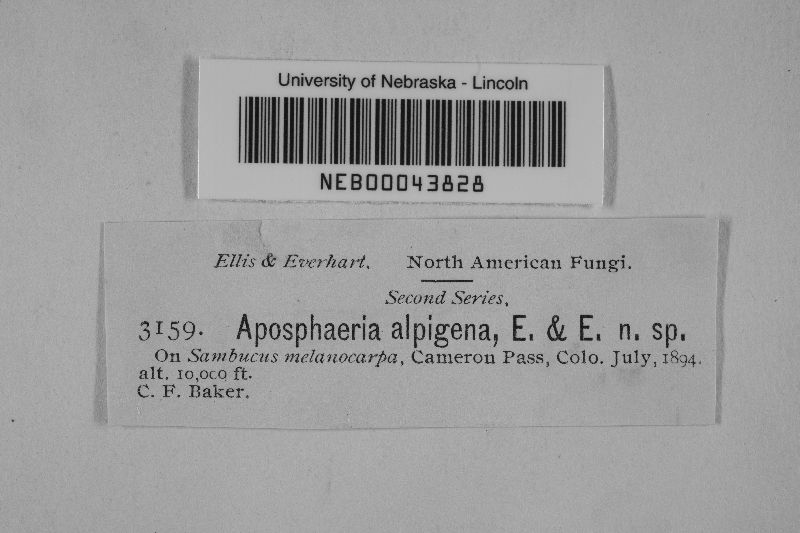 University of Nebraska - Lincoln
NEB00043828
Ellis & Everhart. North American Fungi.
Second Series.
3159. Aposphaeria alpigena, E. & E. n. sp.
On Sambucus melanocarpa, Cameron Pass, Colo. July, 1894.
alt. 10,000 ft.
C. F. Baker.